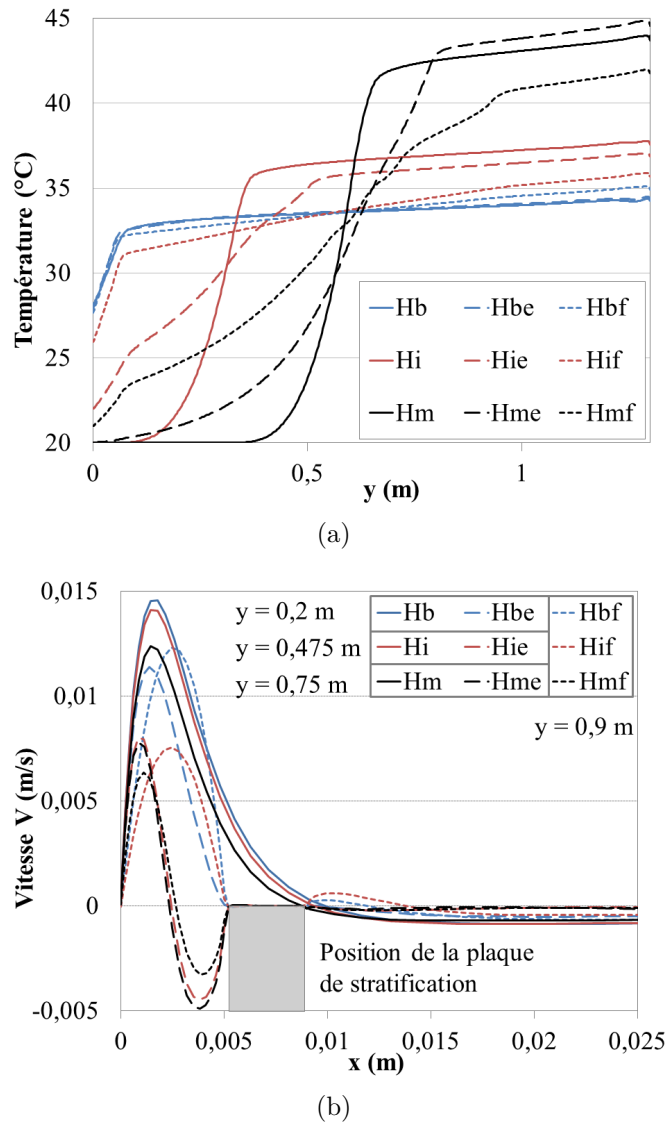 45
40
35
30
25
20
Température (°C)
Hb Hbe Hbf
Hi Hie Hif
Hm Hme Hmf
0 0,5 1
y (m)
(a)
0,015
0,01
0,005
0
-0,005
Vitesse V (m/s)
y = 0,2 m Hb Hbe Hbf
y = 0,475 m Hi Hie Hif
y = 0,75 m Hm Hme Hmf
y = 0,9 m
Position de la plaque
de stratification
0 0,005 0,01 0,015 0,02 0,025
x (m)
(b)